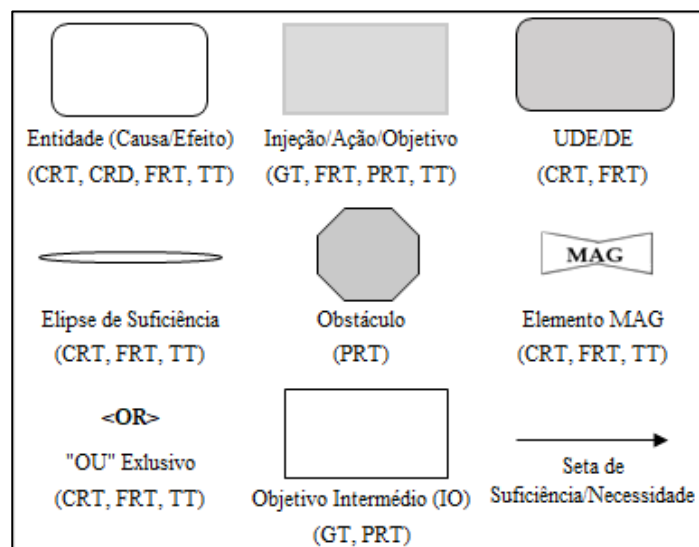 Entidade (Causa/Efeito)
(CRT, CRD, FRT, TT)
Injeção/Ação/Objetivo
(GT, FRT, PRT, TT)
UDE/DE
(CRT, FRT)
Elipse de Suficiência
(CRT, FRT, TT)
Obstáculo
(PRT)
MAG
Elemento MAG
(CRT, FRT, TT)
<OR>
"OU" Exlusivo
(CRT, FRT, TT)
Objetivo Intermédio (IO)
(GT, PRT)
Seta de
Suficiência/Necessidade